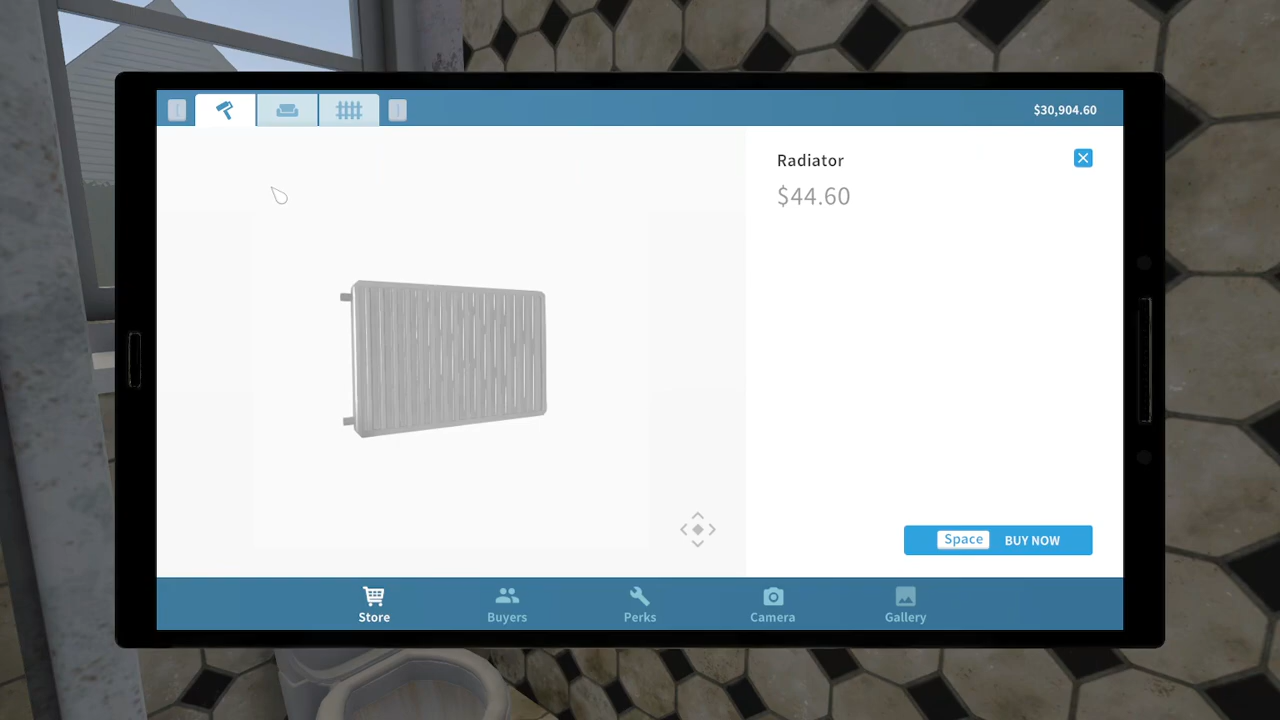 $30,904.60
Radiator
$44.60
Space BUY NOW
Store
Buyers
Perks
Camera
Gallery